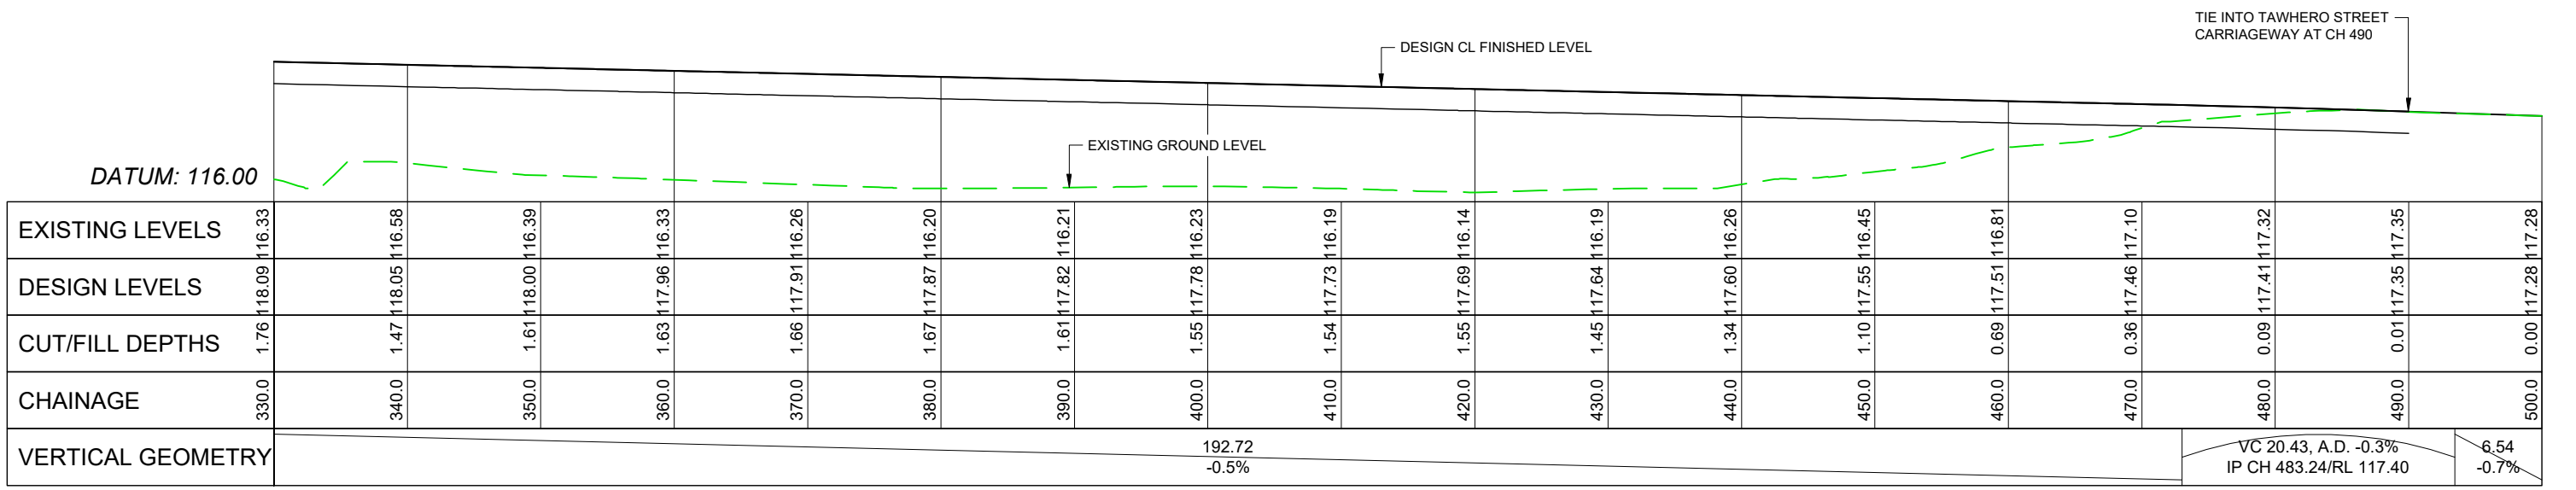 TIE INTO TAWHERO STREET
CARRIAGEWAY AT CH 490
DESIGN CL FINISHED LEVEL
EXISTING GROUND LEVEL
DATUM: 116.00
EXISTING LEVELS 116.33 116.58 116.39 116.33 116.26 116.20 116.21 116.23 116.19 116.14 116.19 116.26 116.45 116.81 117.10 117.32 117.35 117.28
DESIGN LEVELS 118.09 118.05 118.00 117.96 117.91 117.87 117.82 117.78 117.73 117.69 117.64 117.60 117.55 117.51 117.46 117.41 117.35 117.28
CUT/FILL DEPTHS 1.76 1.47 1.61 1.63 1.66 1.67 1.61 1.55 1.54 1.55 1.45 1.34 1.10 0.69 0.36 0.09 0.01 0.00
CHAINAGE 330.0 340.0 350.0 360.0 370.0 380.0 390.0 400.0 410.0 420.0 430.0 440.0 450.0 460.0 470.0 480.0 490.0 500.0
VERTICAL GEOMETRY
192.72
-0.5%
VC 20.43, A.D. -0.3%
IP CH 483.24/RL 117.40
6.54
-0.7%